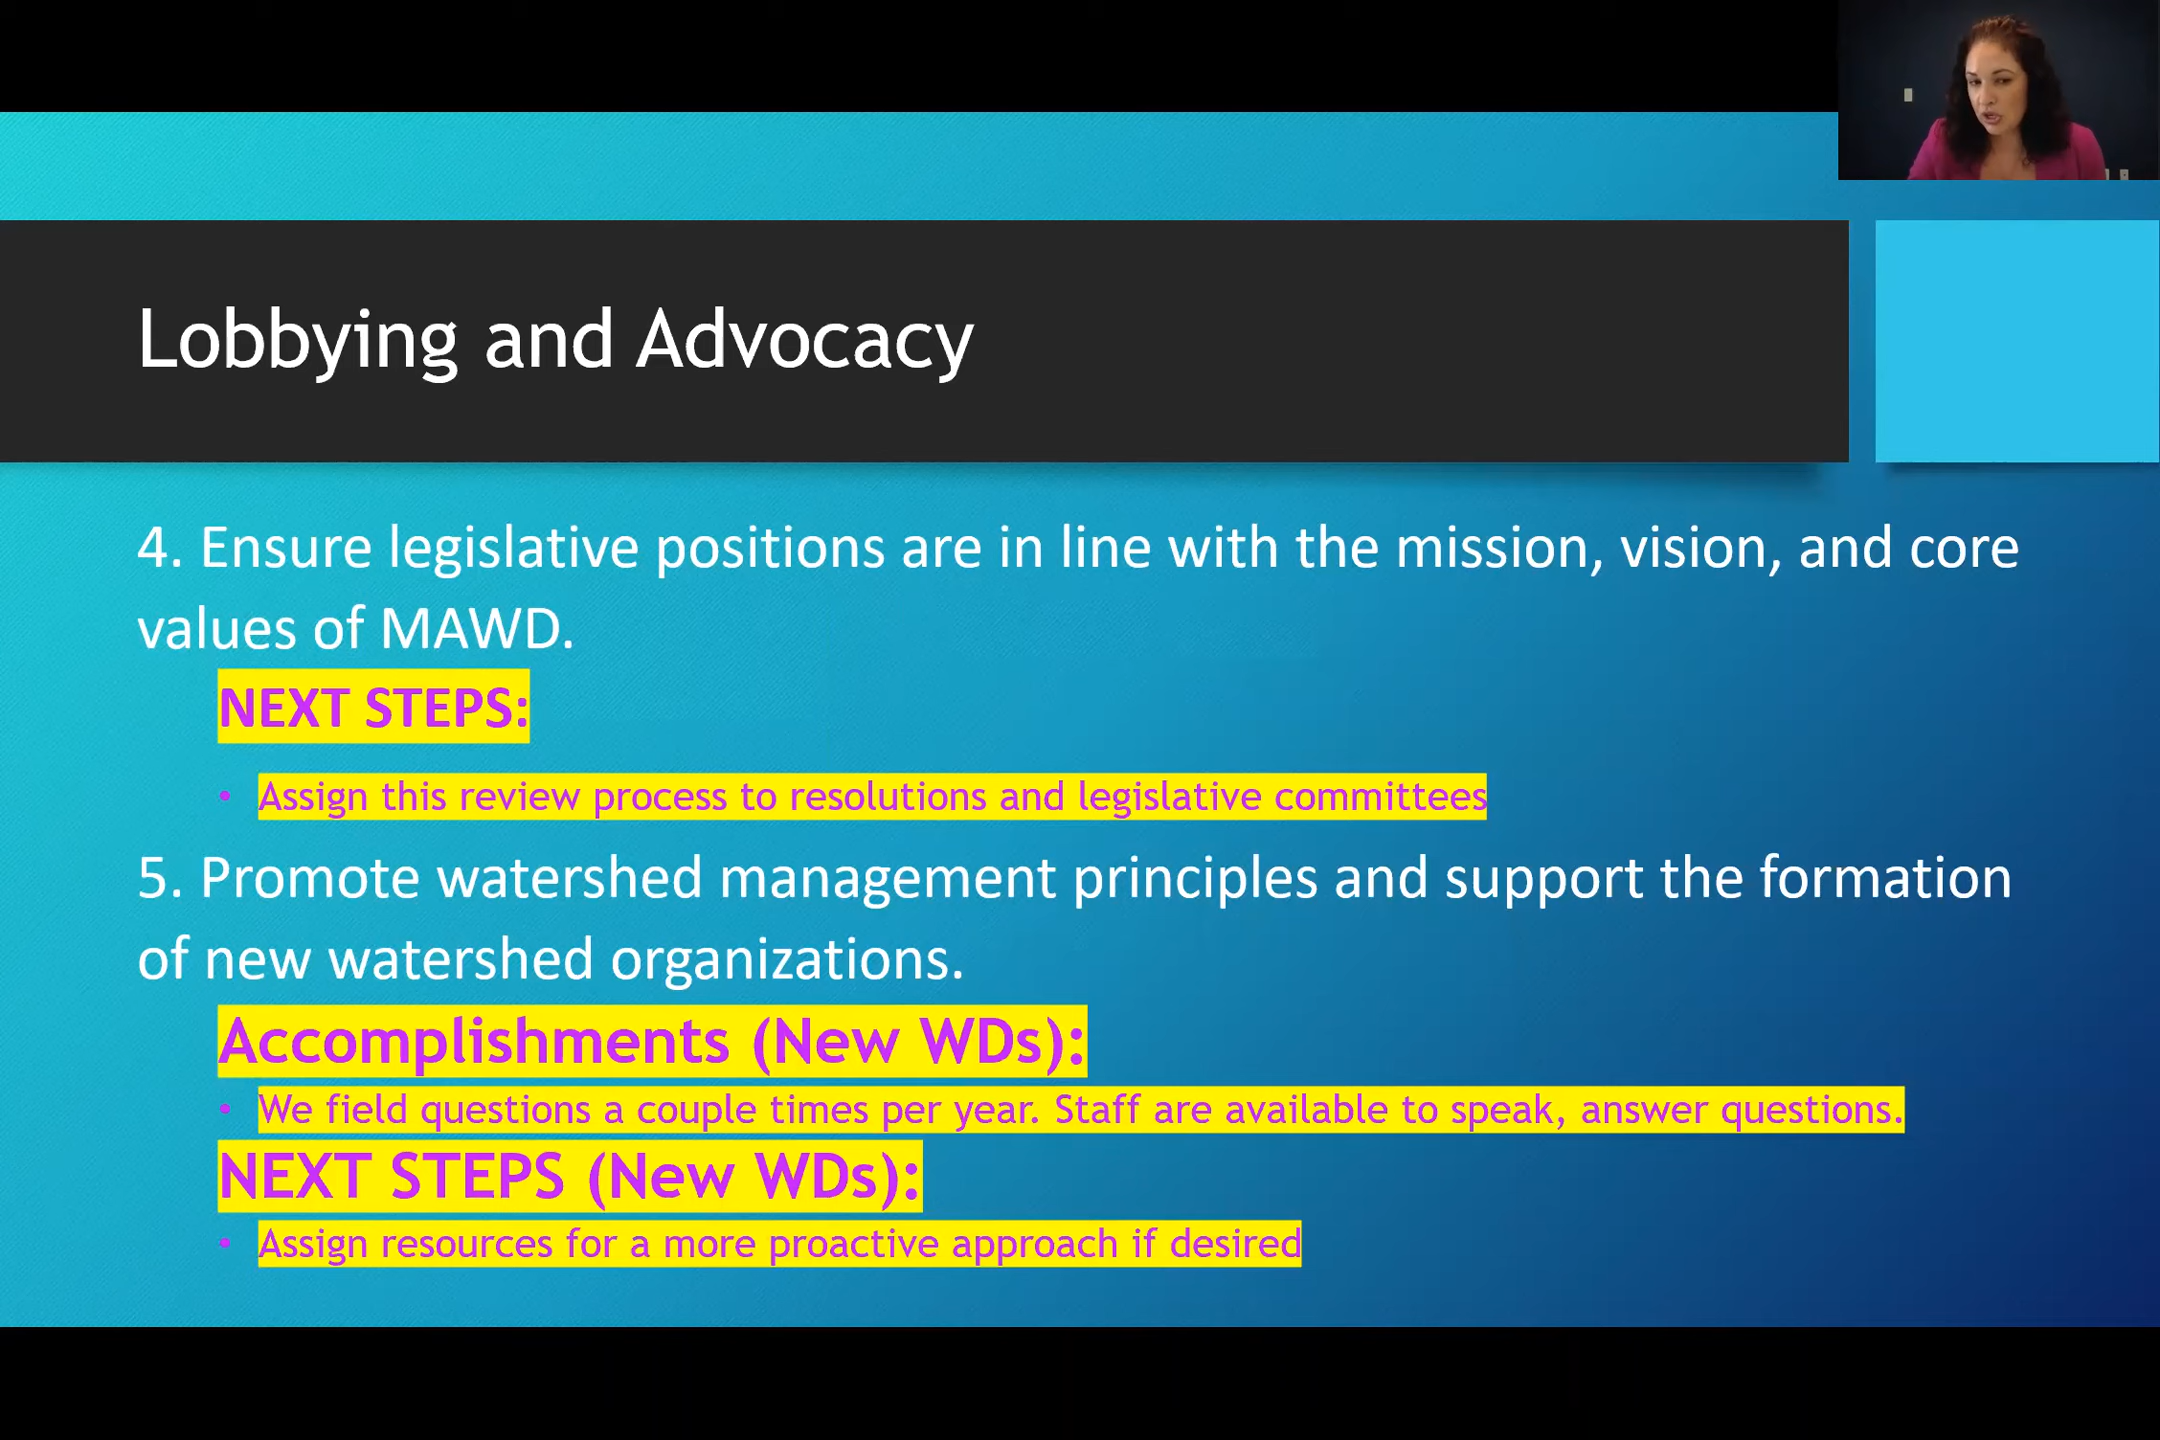 Lobbying and Advocacy
4. Ensure legislative positions are in line with the mission, vision, and core
values of MAWD.
NEXT STEPS:
• Assign this review process to resolutions and legislative committees
5. Promote watershed management principles and support the formation
of new watershed organizations.
Accomplishments (New WDs):
• We field questions a couple times per year. Staff are available to speak, answer questions.
NEXT STEPS (New WDs):
• Assign resources for a more proactive approach if desired